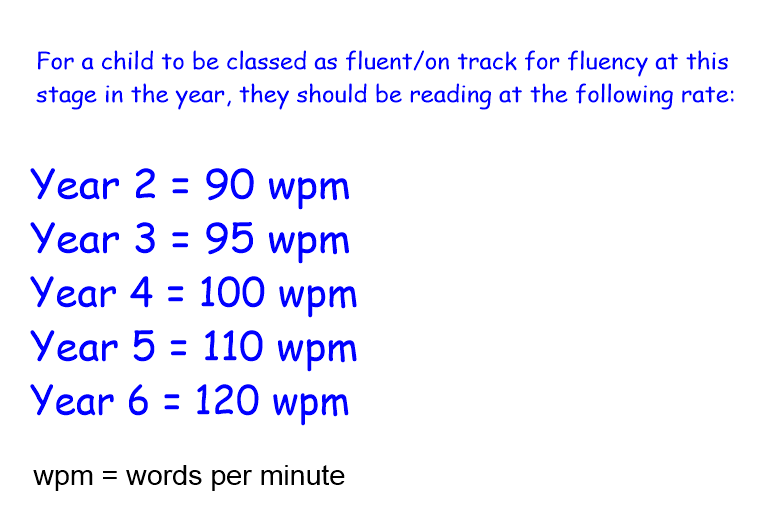 For a child to be classed as fluent/on track for fluency at this
stage in the year, they should be reading at the following rate:
Year 2 = 90 wpm
Year 3 = 95 wpm
Year 4 = 100 wpm
Year 5 = 110 wpm
Year 6 = 120 wpm
wpm = words per minute